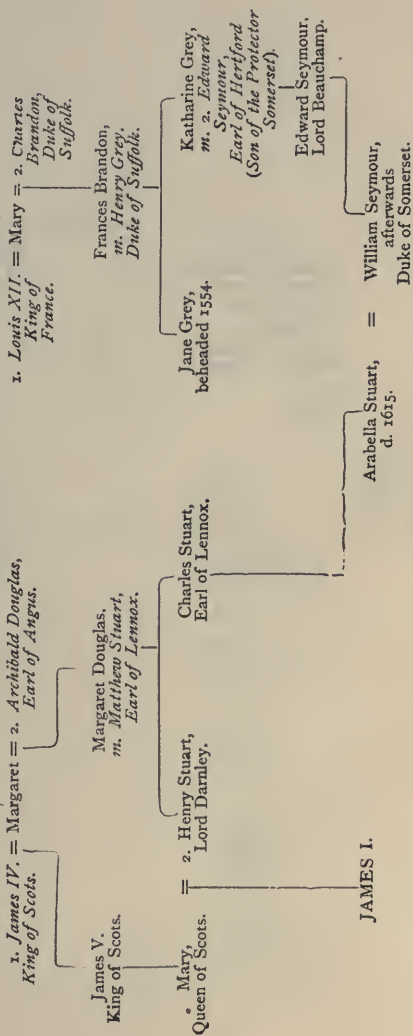 1. James IV. = Margaret = 2. Archibald Douglas,
King of Scots.
Earl of Angus.
1. Louis XII. = Mary = 2. Charles
King of
France.
Brandon,
Duke of
Suffolk.
James V.
King of Scots.
Margaret Douglas.
m. Matthew Stuart,
Earl of Lennox.
Frances Brandon,
m. Henry Grey.
Duke of Suffolk.
Mary,
Queen of Scots.
= 2. Henry Stuart,
Lord Darnley.
Charles Stuart,
Earl of Lennox.
Jane Grey,
beheaded 1554.
Katharine Grey,
m. 2. Edward
Seymour,
Earl of Hertford
(Son of the Protector
Somerset).
Edward Seymour,
Lord Beauchamp.
JAMES I.
Arabella Stuart,
d. 1615.
= William Seymour,
afterwards
Duke of Somerset.